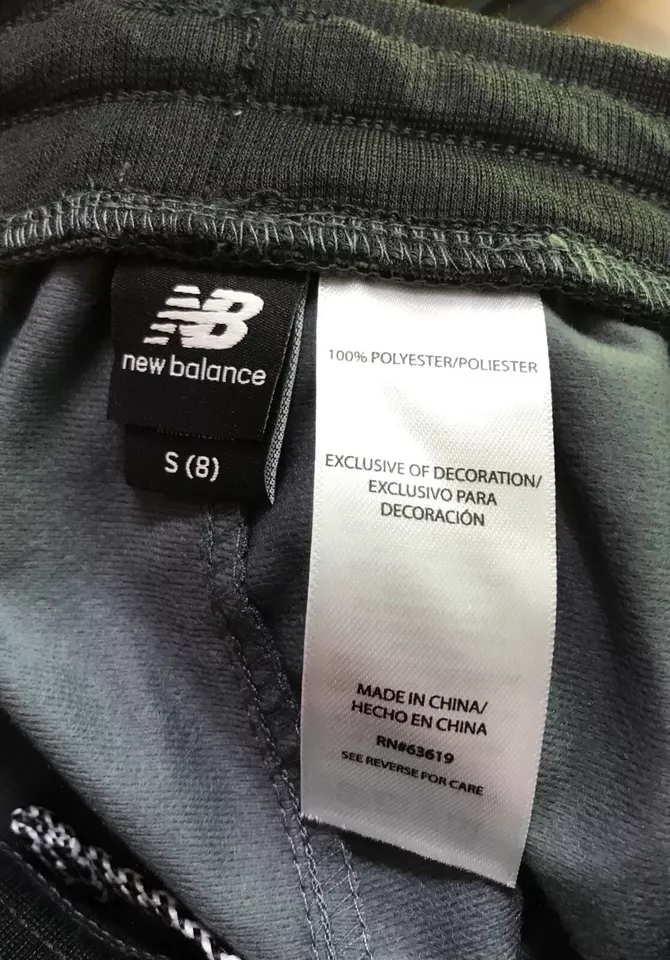 NB
new balance
S (8)
100% POLYESTER/POLIESTER
EXCLUSIVE OF DECORATION/
EXCLUSIVO PARA
DECORACIÓN
MADE IN CHINA/
HECHO EN CHINA
RN#63619
SEE REVERSE FOR CARE